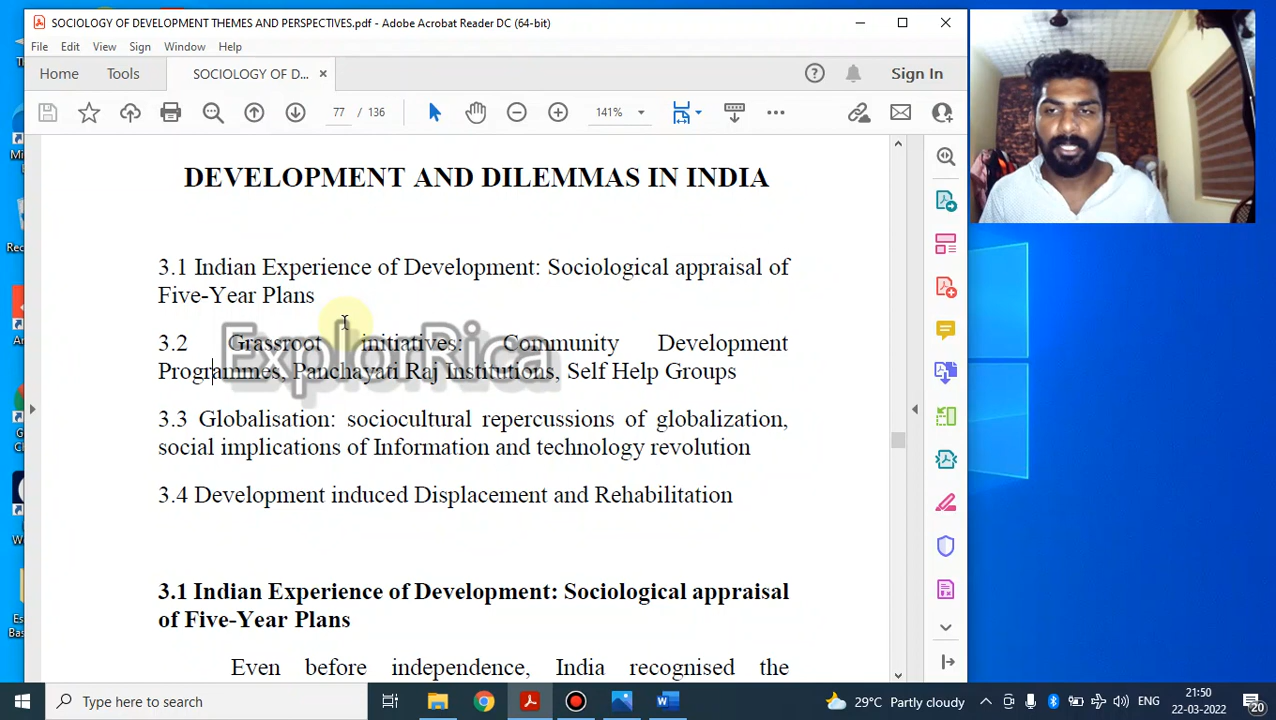 SOCIOLOGY OF DEVELOPMENT THEMES AND PERSPECTIVES.pdf - Adobe Acrobat Reader DC (64-bit)
File Edit View Sign Window Help
Home Tools SOCIOLOGY OF D... × Sign In
77 / 136 141%
DEVELOPMENT AND DILEMMAS IN INDIA
3.1 Indian Experience of Development: Sociological appraisal of
Five-Year Plans
3.2 Grassroot initiatives: Community Development
Programmes, Panchayati Raj Institutions, Self Help Groups
ExplorRica
3.3 Globalisation: sociocultural repercussions of globalization,
social implications of Information and technology revolution
3.4 Development induced Displacement and Rehabilitation
3.1 Indian Experience of Development: Sociological appraisal
of Five-Year Plans
Even before independence, India recognised the
Type here to search
29°C Partly cloudy
ENG
21:50
22-03-2022
20